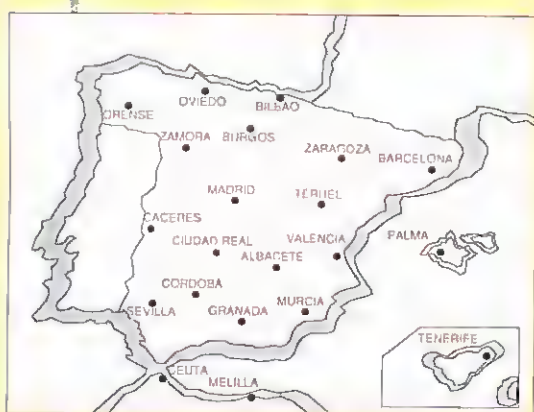 OVIEDO
BILBAO
ORENSE
BURGOS
ZAMORA
ZARAGOZA
BARCELONA
MADRID
TERUEL
CACERES
CIUDAD REAL
VALENCIA
PALMA
ALBACETE
CORDOBA
SEVILLA
GRANADA
MURCIA
TENERIFE
CEUTA
MELILLA